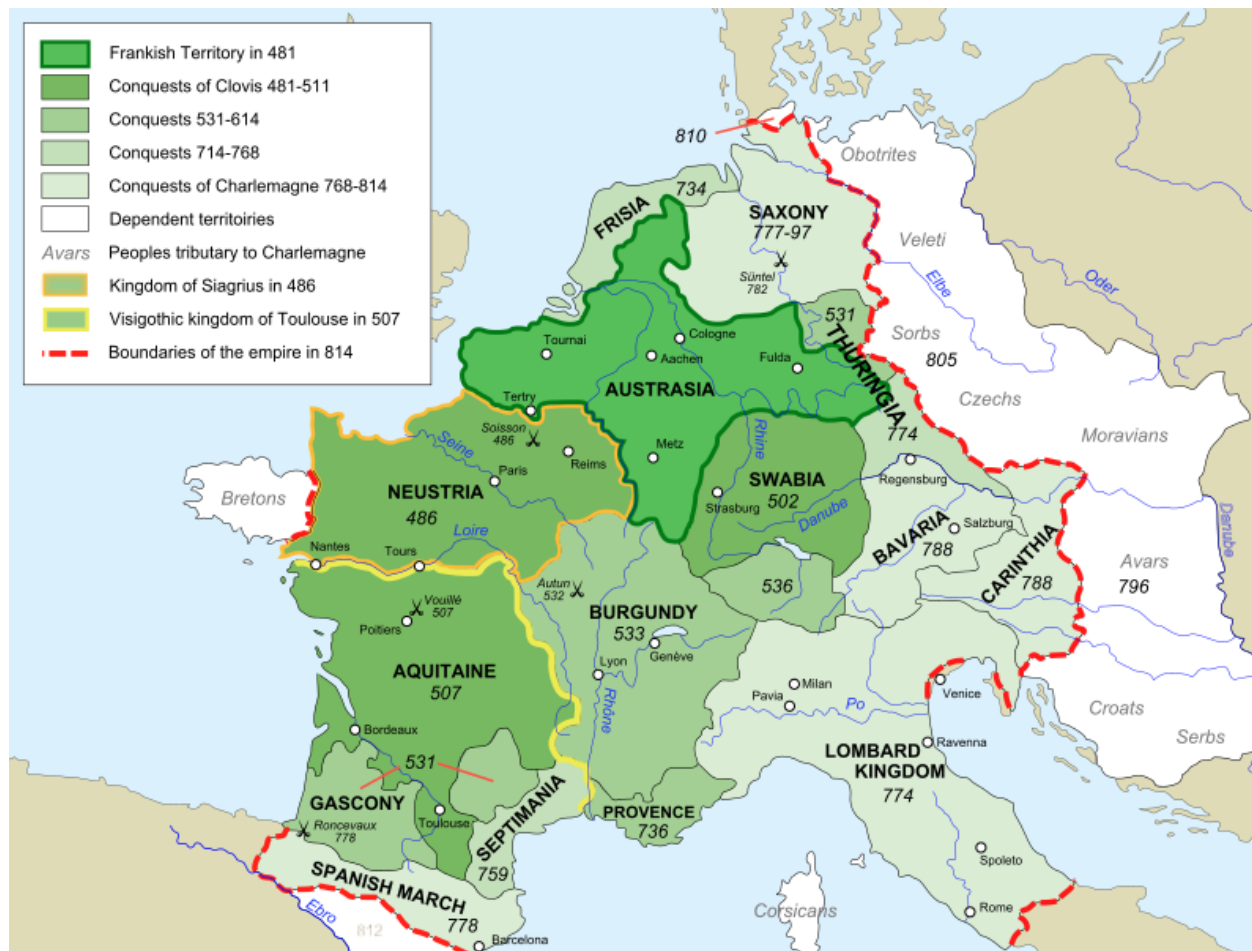 Frankish Territory in 481
Conquests of Clovis 481-511
Conquests 531-614
Conquests 714-768
Conquests of Charlemagne 768-814
Dependent territoiries
Avars
Peoples tributary to Charlemagne
Kingdom of Siagrius in 486
Visigothic kingdom of Toulouse in 507
Boundaries of the empire in 814
810
Obotrites
734
FRISIA
SAXONY
777-97
Süntel
782
Veleti
Elbe
Oder
531
Sorbs
805
THURINGIA
Tournai
Cologne
Aachen
Fulda
AUSTRASIA
Czechs
Tertry
Soisson
486
Reims
Metz
Rhine
774
Moravians
Seine
Paris
Bretons
NEUSTRIA
486
SWABIA
502
Strasburg
Regensburg
Danube
Salzburg
BAVARIA
788
CARINTHIA
788
Danube
Loire
Nantes
Tours
Avars
796
Autun
532
536
Vouillé
507
Poitiers
BURGUNDY
533
Genève
AQUITAINE
507
Lyon
Rhône
Milan
Pavia
Po
Venice
Croats
Serbs
Bordeaux
531
Ravenna
LOMBARD
KINGDOM
774
GASCONY
Toulouse
SEPTIMANIA
759
PROVENCE
736
Roncevaux
778
SPANISH MARCH
778
Spoleto
Rome
Corsicans
Ebro
812
Barcelona